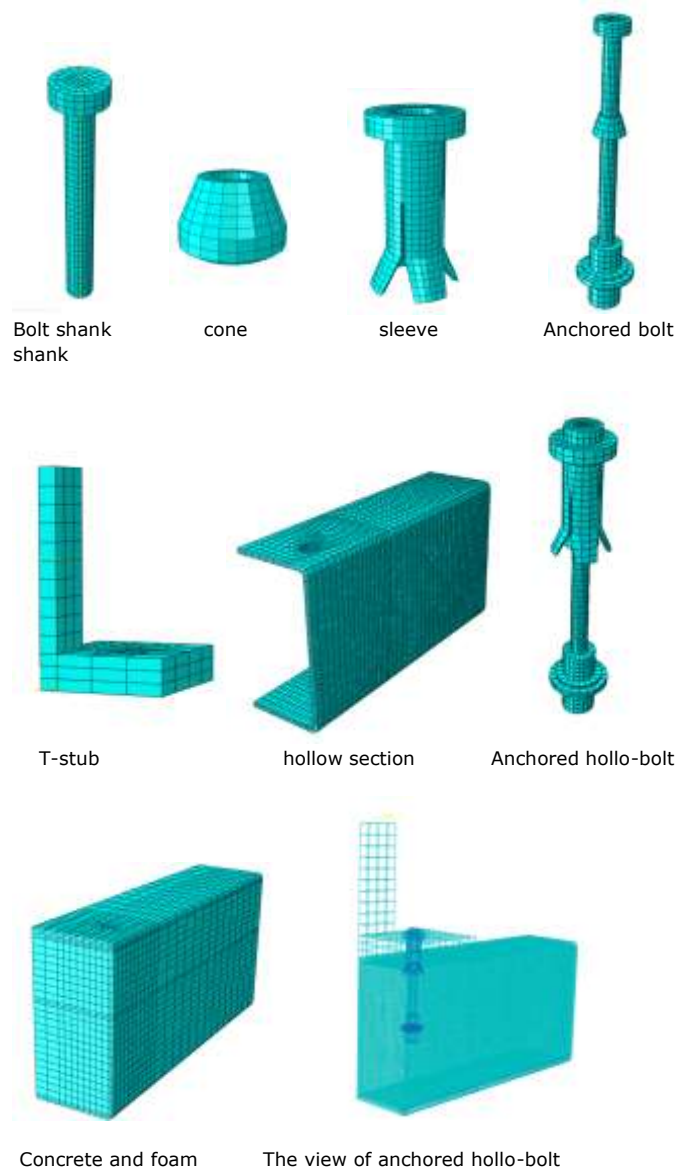 Bolt shank
shank
cone
sleeve
Anchored bolt
T-stub
hollow section
Anchored hollo-bolt
Concrete and foam
The view of anchored hollo-bolt